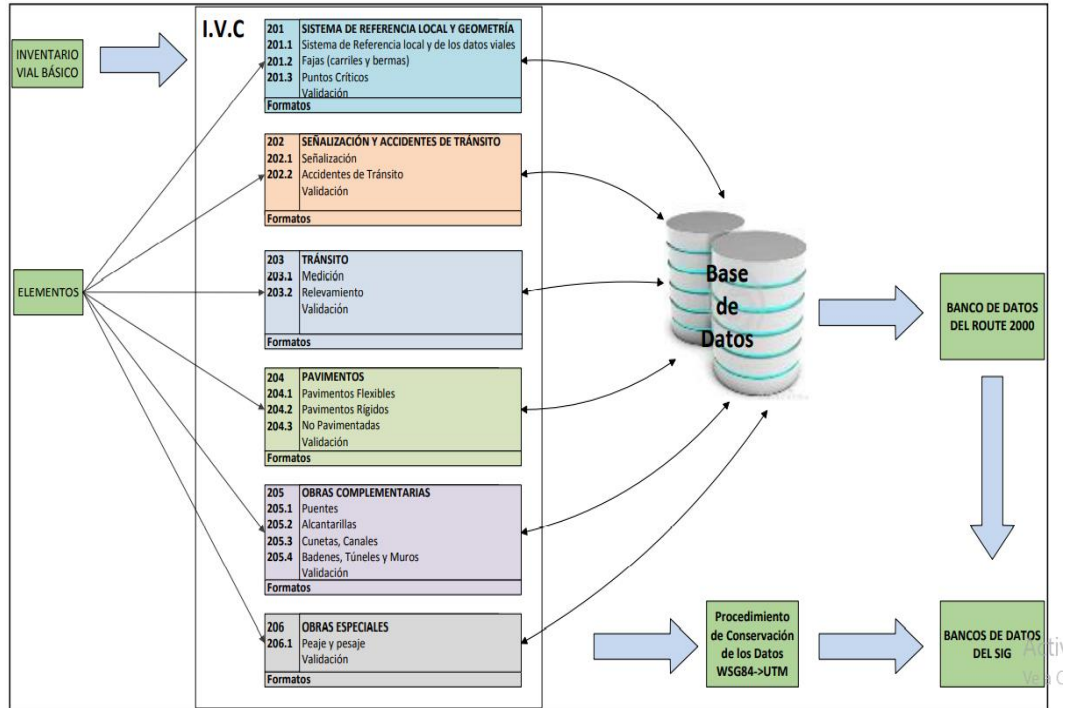 I.V.C
INVENTARIO
VIAL BÁSICO
201 SISTEMA DE REFERENCIA LOCAL Y GEOMETRÍA
201.1 Sistema de Referencia local y de los datos viales
201.2 Fajas (carriles y bermas)
201.3 Puntos Críticos
Validación
Formatos
202 SEÑALIZACIÓN Y ACCIDENTES DE TRÁNSITO
202.1 Señalización
202.2 Accidentes de Tránsito
Validación
Formatos
ELEMENTOS
203 TRÁNSITO
203.1 Medición
203.2 Relevamiento
Validación
Formatos
204 PAVIMENTOS
204.1 Pavimentos Flexibles
204.2 Pavimentos Rígidos
204.3 No Pavimentadas
Validación
Formatos
205 OBRAS COMPLEMENTARIAS
205.1 Puentes
205.2 Alcantarillas
205.3 Cunetas, Canales
205.4 Badenes, Túneles y Muros
Validación
Formatos
206 OBRAS ESPECIALES
206.1 Peaje y pesaje
Validación
Formatos
Base
de
Datos
BANCO DE DATOS
DEL ROUTE 2000
Procedimiento
de Conservación
de los Datos
WSG84->UTM
BANCOS DE DATOS
DEL SIG